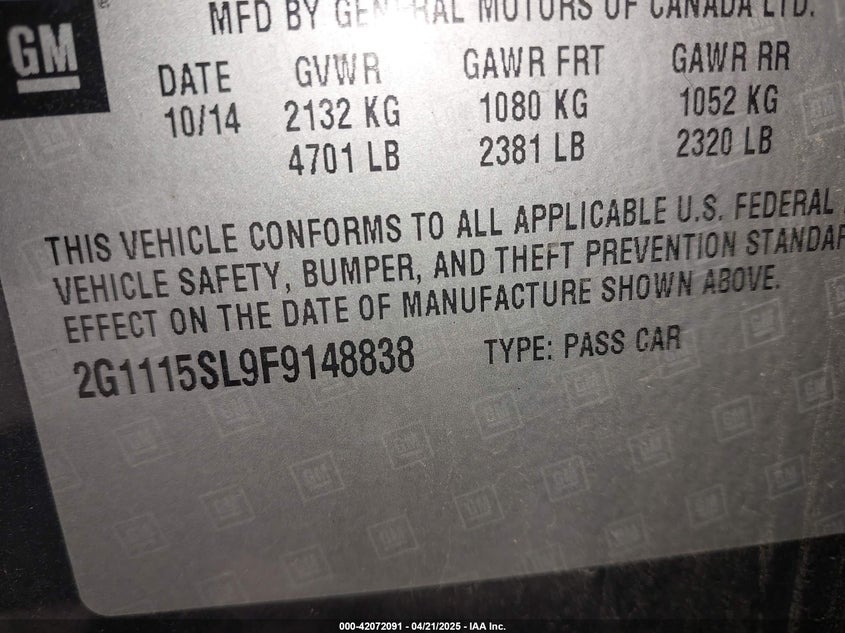 GM
MFD BY GENERAL MOTORS OF CANADA LTD.
DATE GVWR GAWR FRT GAWR RR
10/14 2132 KG 1080 KG 1052 KG
4701 LB 2381 LB 2320 LB
THIS VEHICLE CONFORMS TO ALL APPLICABLE U.S. FEDERAL
VEHICLE SAFETY, BUMPER, AND THEFT PREVENTION STANDAR
EFFECT ON THE DATE OF MANUFACTURE SHOWN ABOVE.
2G1115SL9F9148838 TYPE: PASS CAR
000-42072091 - 04/21/2025 - IAA Inc.